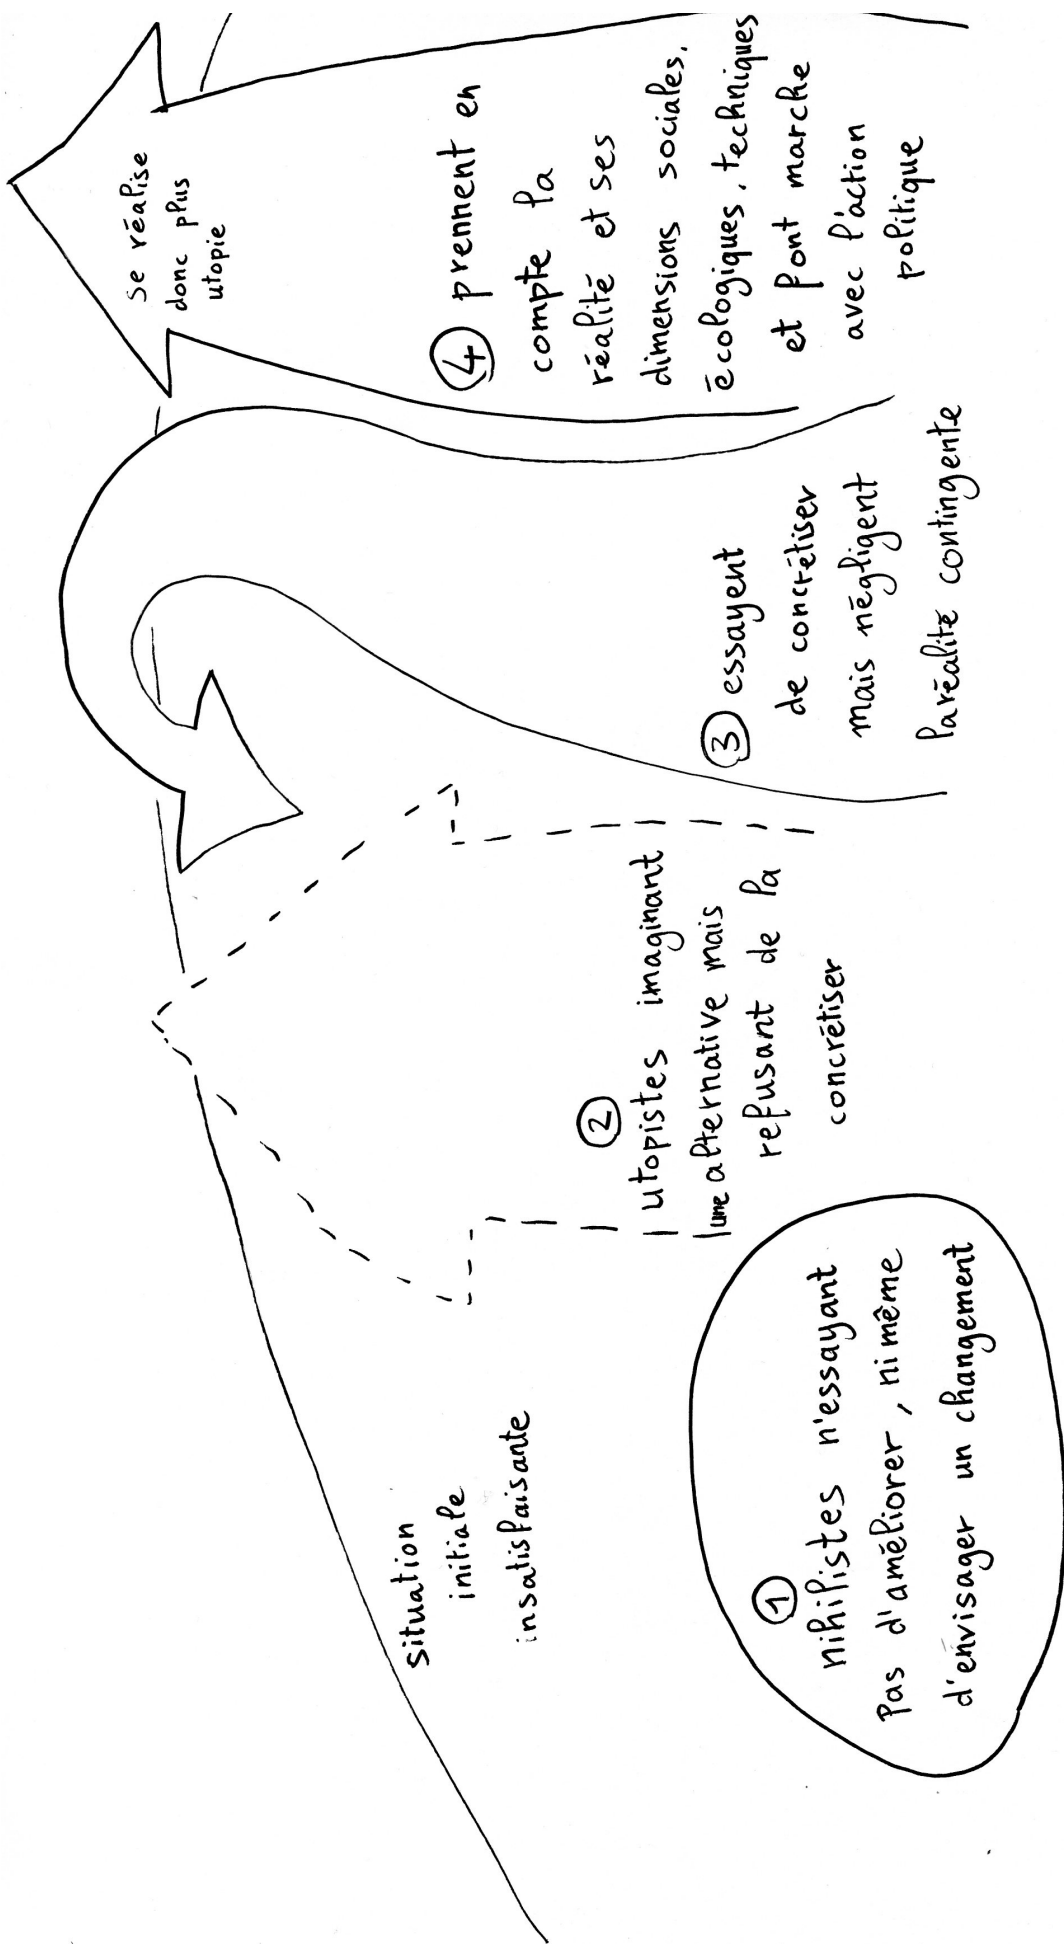 Se réalise
donc plus
utopie
situation
initiale
insatisfaisante
①
nihilistes n'essayant
pas d'améliorer, ni même
d'envisager un changement
②
utopistes imaginant
une alternative mais
refusant de la
concrétiser
③ essayent
de concrétiser
mais négligent
la réalité contingente
④ prennent en
compte la
réalité et ses
dimensions sociales,
écologiques, techniques
et font marche
avec l'action
politique